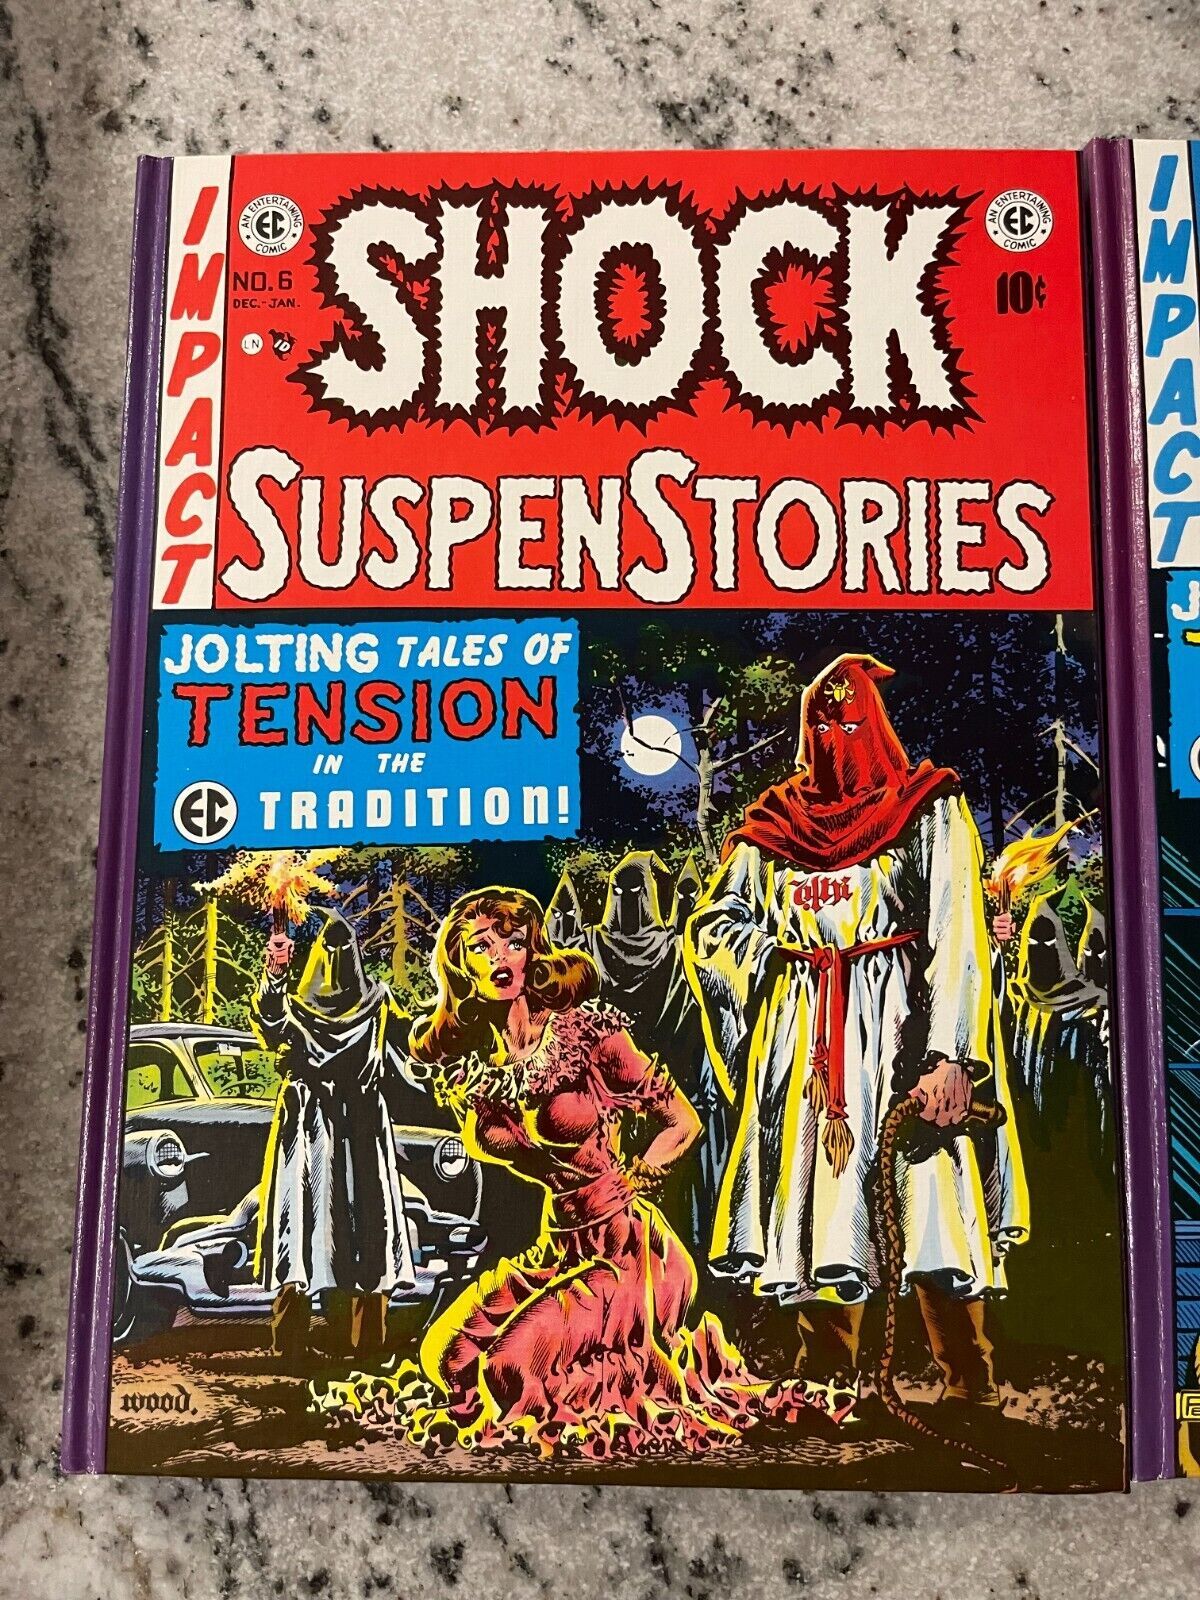 IMPACT
AN ENTERTAINING
EC
COMIC
NO. 6
DEC.-JAN.
LN
SHOCK
AN ENTERTAINING
EC
COMIC
10¢
SUSPENSTORIES
JOLTING TALES OF
TENSION
IN THE
EC TRADITION!
wood.
IMPACT
J